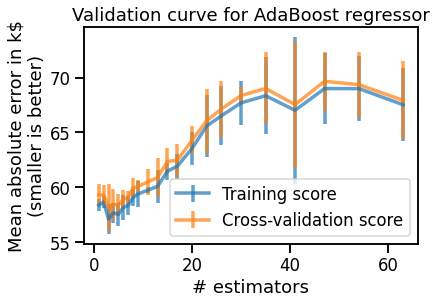 Validation curve for AdaBoost regressor
Mean absolute error in k$
(smaller is better)
70
65
60
55
Training score
Cross-validation score
0
20
40
60
# estimators